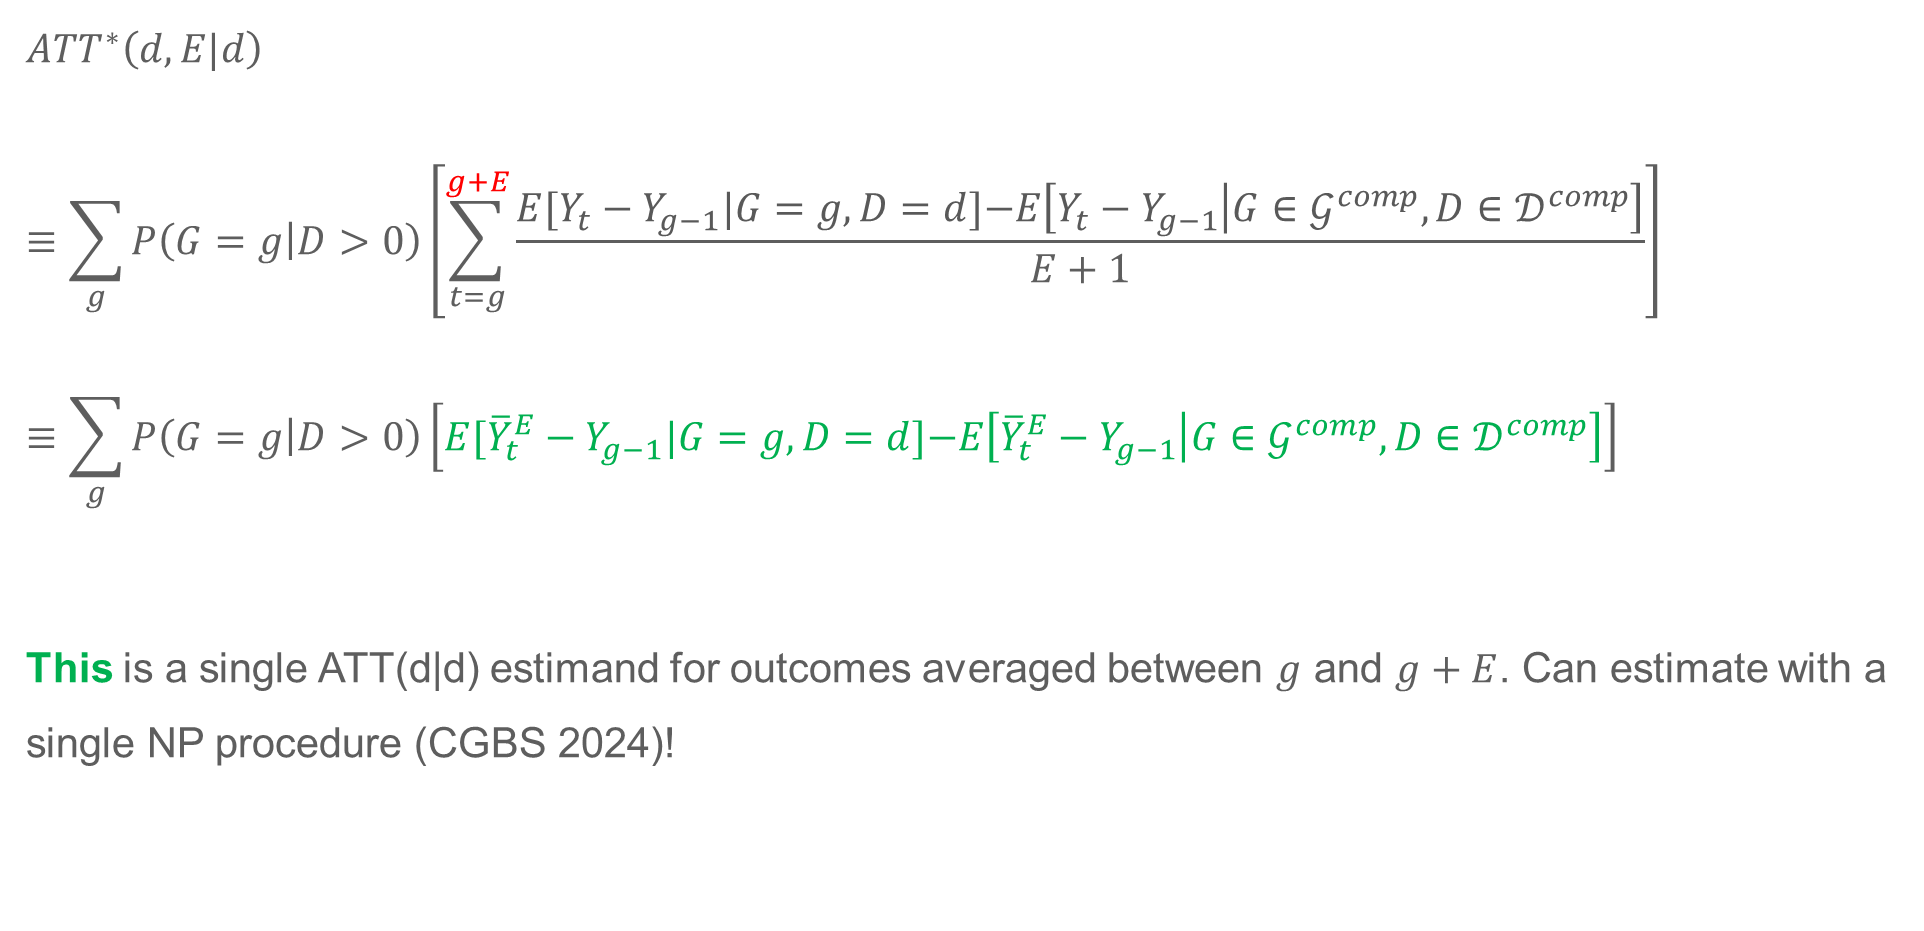 ATT*(d, E|d)
≡ ∑_g P(G = g|D > 0) [ ∑_{t=g}^{g+E} (E[Y_t − Y_{g−1}|G = g, D = d]−E[Y_t − Y_{g−1}|G ∈ 𝒢^{comp}, D ∈ 𝒟^{comp}]) / (E + 1) ]
≡ ∑_g P(G = g|D > 0) [E[Ȳ_t^E − Y_{g−1}|G = g, D = d]−E[Ȳ_t^E − Y_{g−1}|G ∈ 𝒢^{comp}, D ∈ 𝒟^{comp}]]
This is a single ATT(d|d) estimand for outcomes averaged between g and g + E. Can estimate with a
single NP procedure (CGBS 2024)!